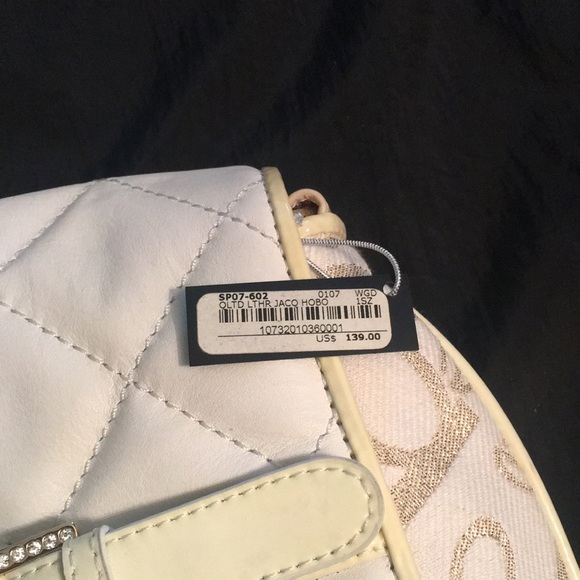 SP07-602 0107 WGD
QLTD LTHR JACQ HOBO 1SZ
10732010360001
US$ 139.00